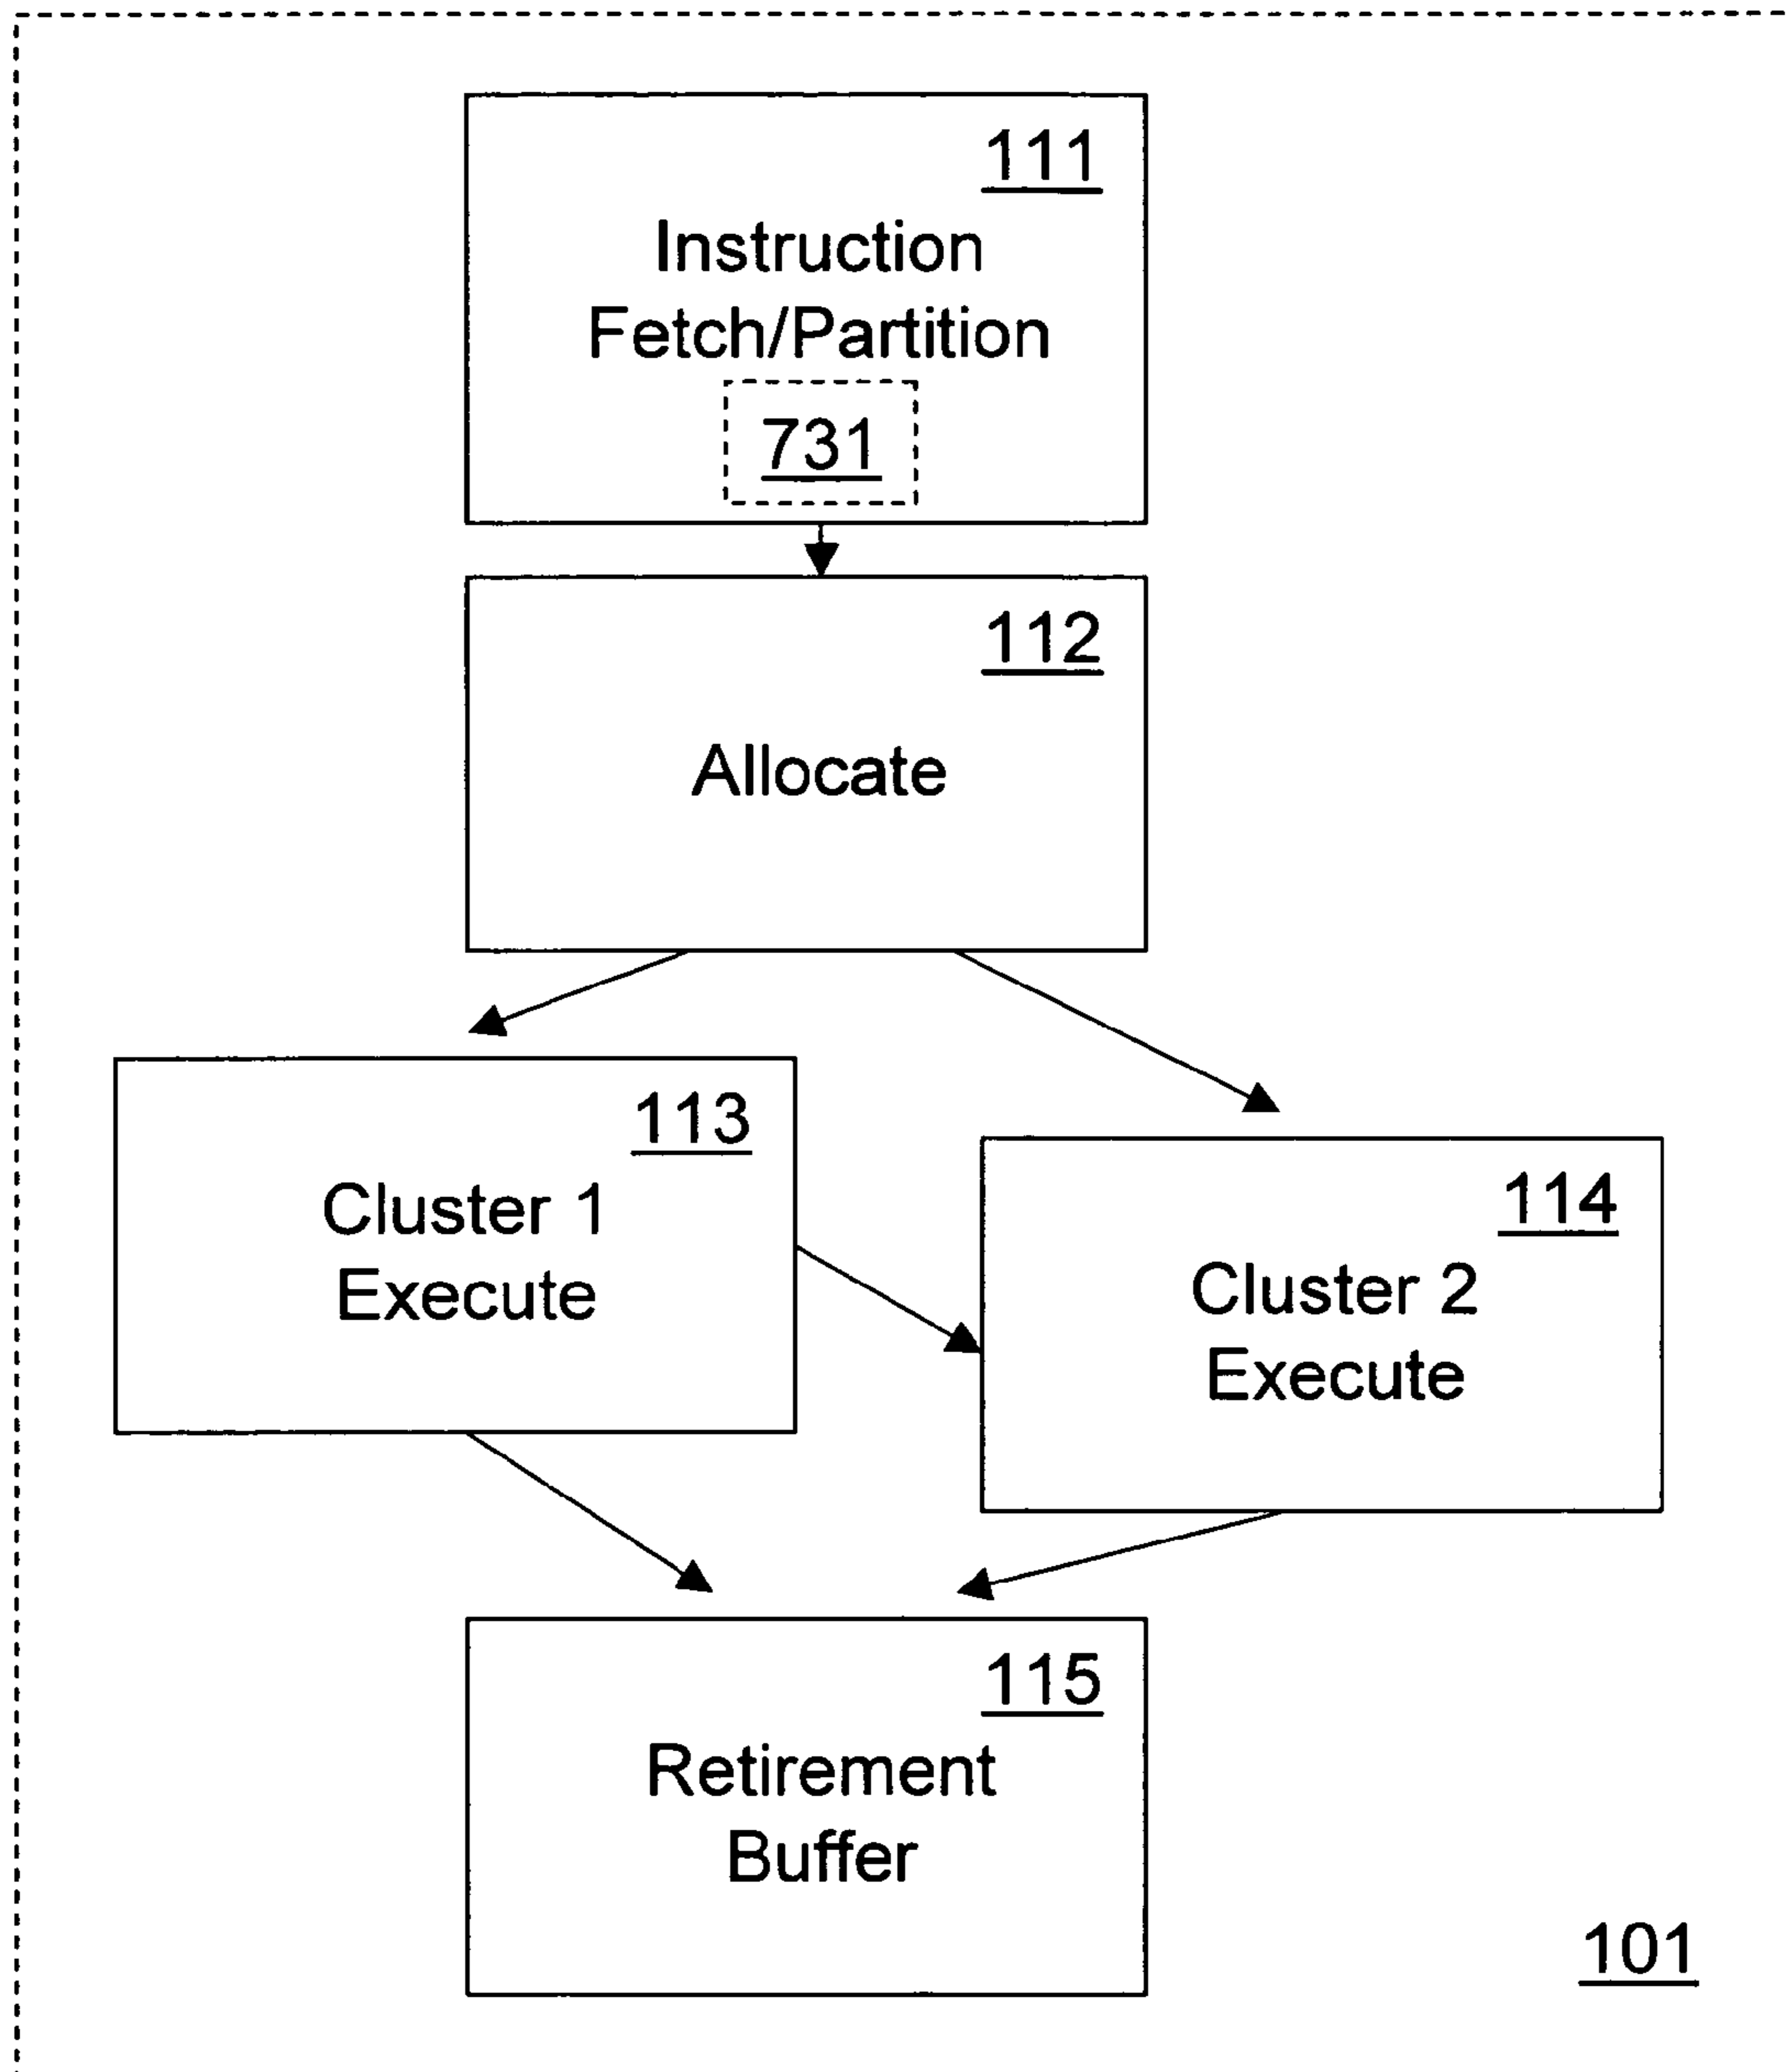 111
Instruction
Fetch/Partition
731
112
Allocate
113
Cluster 1
Execute
114
Cluster 2
Execute
115
Retirement
Buffer
101